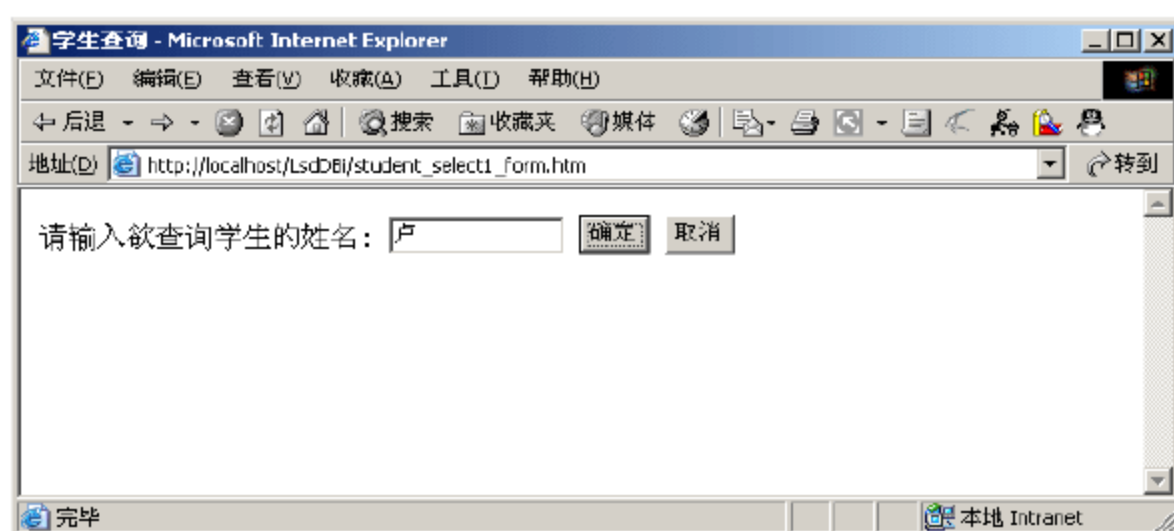 学生查询 - Microsoft Internet Explorer
文件(F) 编辑(E) 查看(V) 收藏(A) 工具(T) 帮助(H)
后退 搜索 收藏夹 媒体
地址(D) http://localhost/LsdDBi/student_select1_form.htm 转到
请输入欲查询学生的姓名: 卢 确定 取消
完毕 本地 Intranet